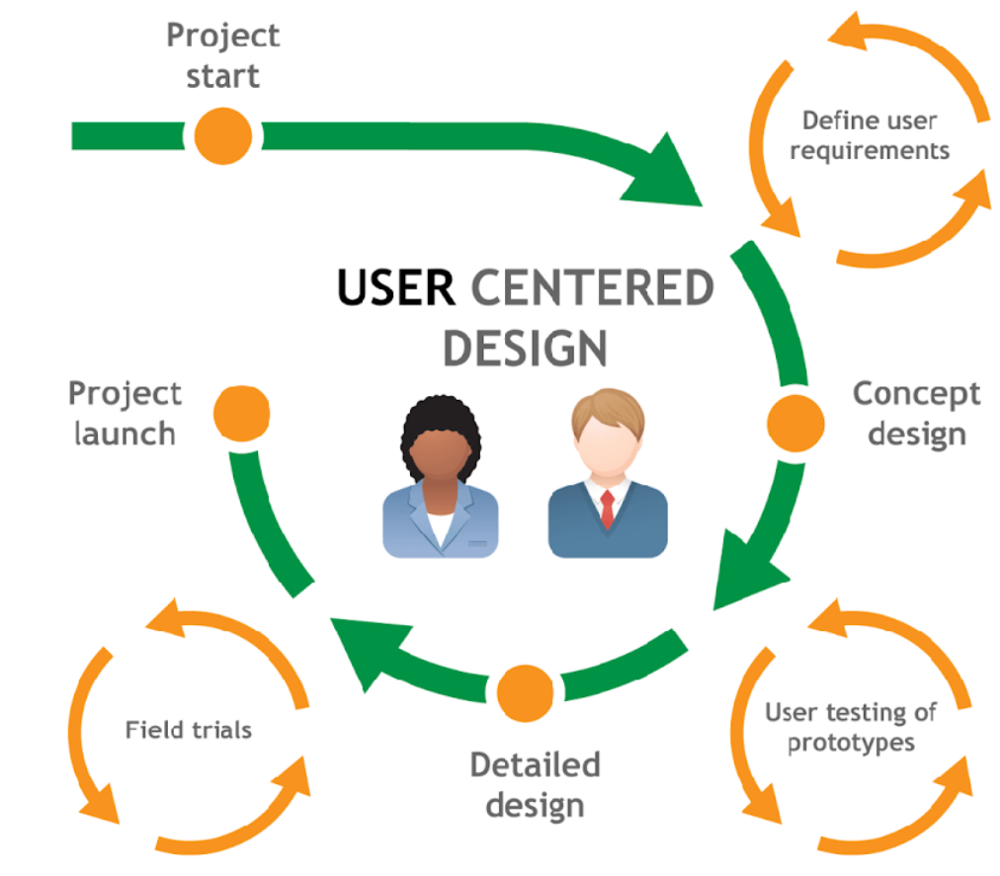 Project
start
Define user
requirements
USER CENTERED
DESIGN
Project
launch
Concept
design
Field trials
User testing of
prototypes
Detailed
design